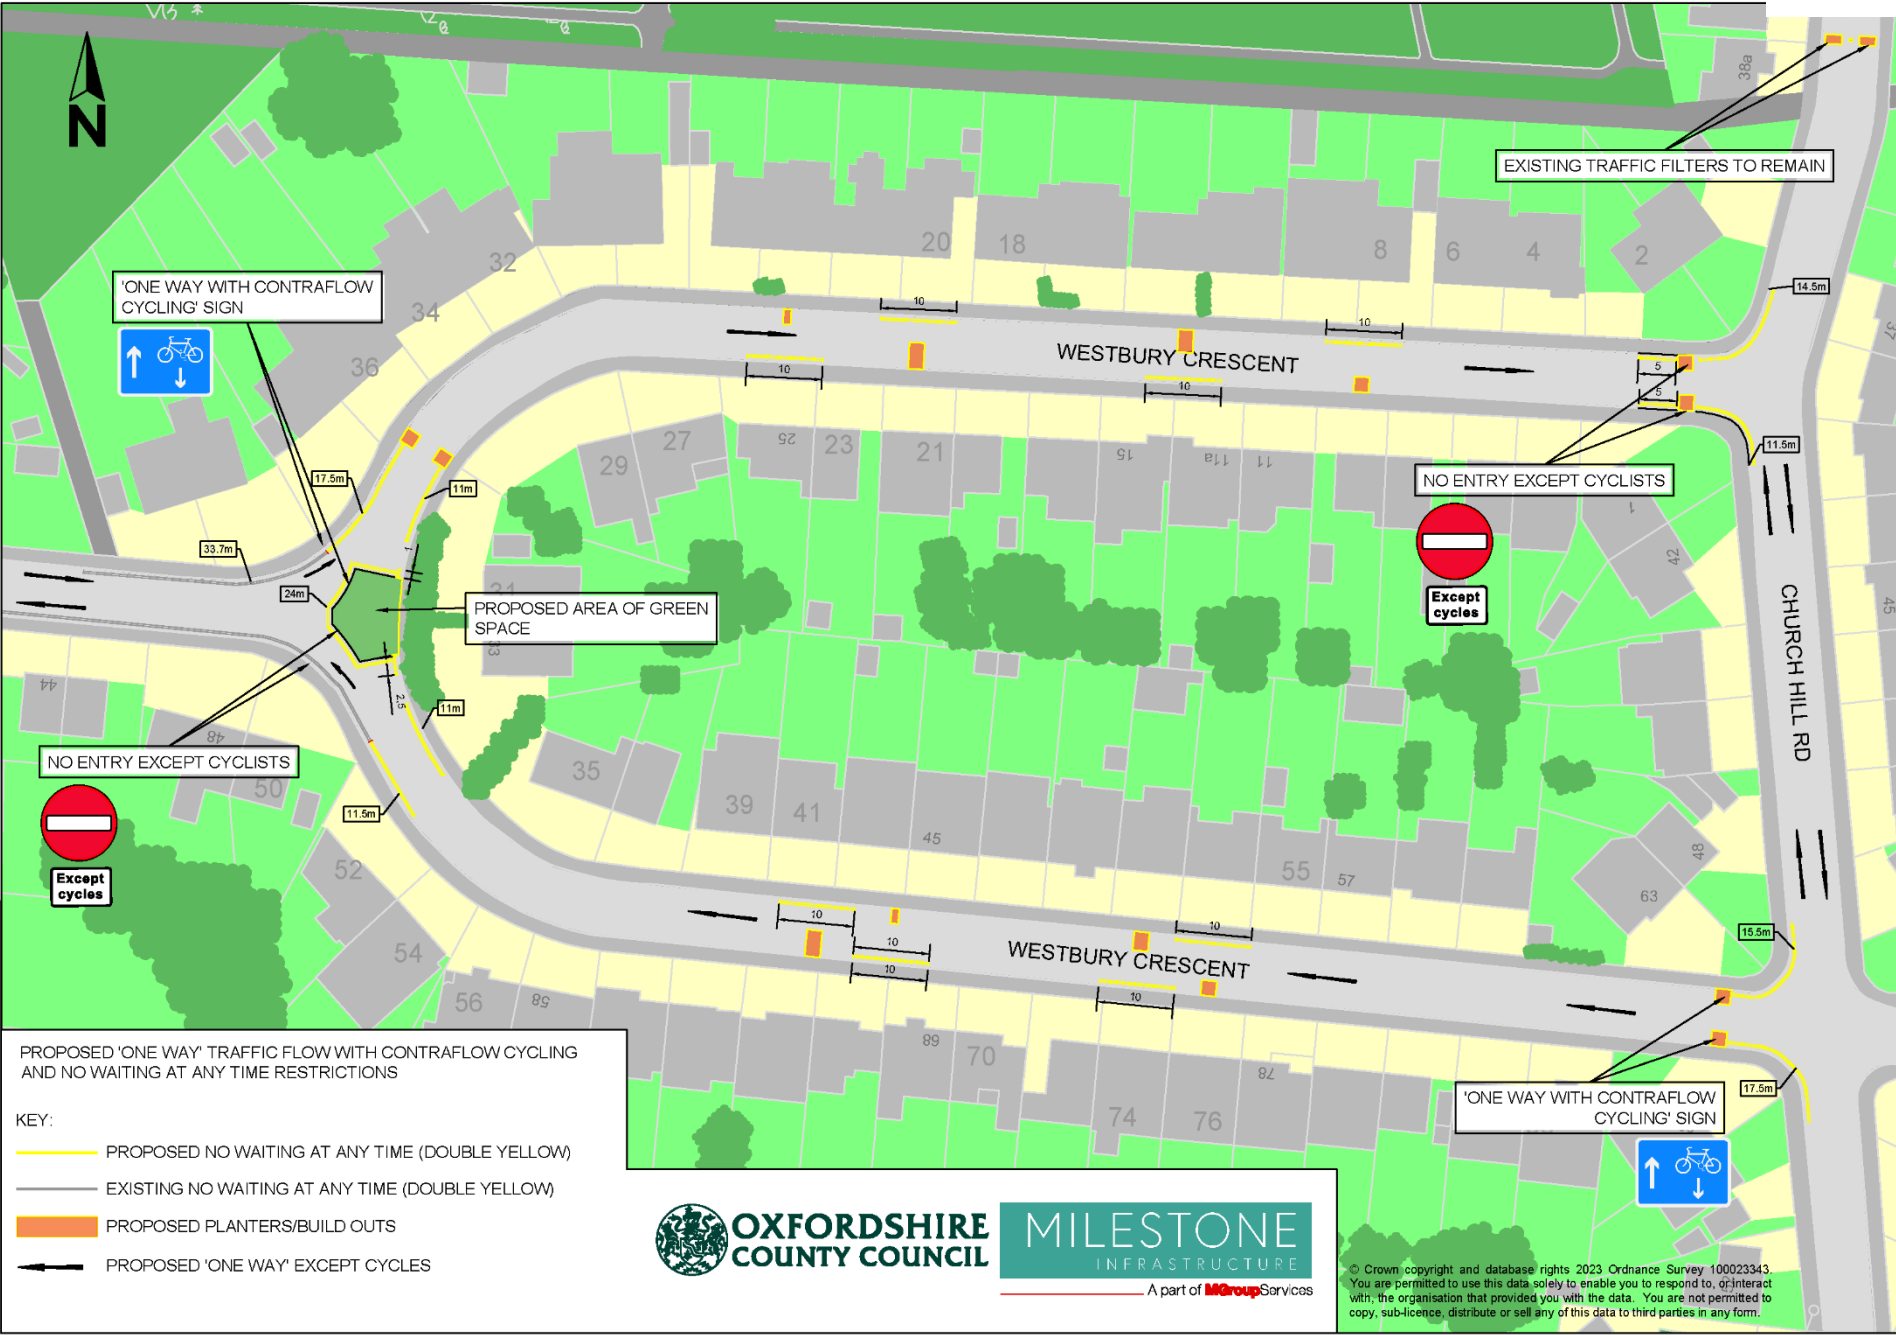 N
38a
37
EXISTING TRAFFIC FILTERS TO REMAIN
20
18
8
6
4
2
32
34
36
'ONE WAY WITH CONTRAFLOW
CYCLING' SIGN
14.5m
10
10
10
10
5
5
WESTBURY CRESCENT
11.5m
17.5m
11m
33.7m
24m
1
29
27
25
23
21
15
11a
11
1
42
45
NO ENTRY EXCEPT CYCLISTS
Except
cycles
PROPOSED AREA OF GREEN
SPACE
31
33
CHURCH HILL RD
2.5
11m
44
48
50
NO ENTRY EXCEPT CYCLISTS
Except
cycles
11.5m
52
54
56
58
35
39
41
45
55
57
63
48
10
10
10
10
10
WESTBURY CRESCENT
15.5m
17.5m
68
70
74
76
78
'ONE WAY WITH CONTRAFLOW
CYCLING' SIGN
PROPOSED 'ONE WAY' TRAFFIC FLOW WITH CONTRAFLOW CYCLING
AND NO WAITING AT ANY TIME RESTRICTIONS
KEY:
PROPOSED NO WAITING AT ANY TIME (DOUBLE YELLOW)
EXISTING NO WAITING AT ANY TIME (DOUBLE YELLOW)
PROPOSED PLANTERS/BUILD OUTS
PROPOSED 'ONE WAY' EXCEPT CYCLES
OXFORDSHIRE
COUNTY COUNCIL
MILESTONE
INFRASTRUCTURE
A part of MGroupServices
© Crown copyright and database rights 2023 Ordnance Survey 100023343.
You are permitted to use this data solely to enable you to respond to, or interact
with, the organisation that provided you with the data. You are not permitted to
copy, sub-licence, distribute or sell any of this data to third parties in any form.